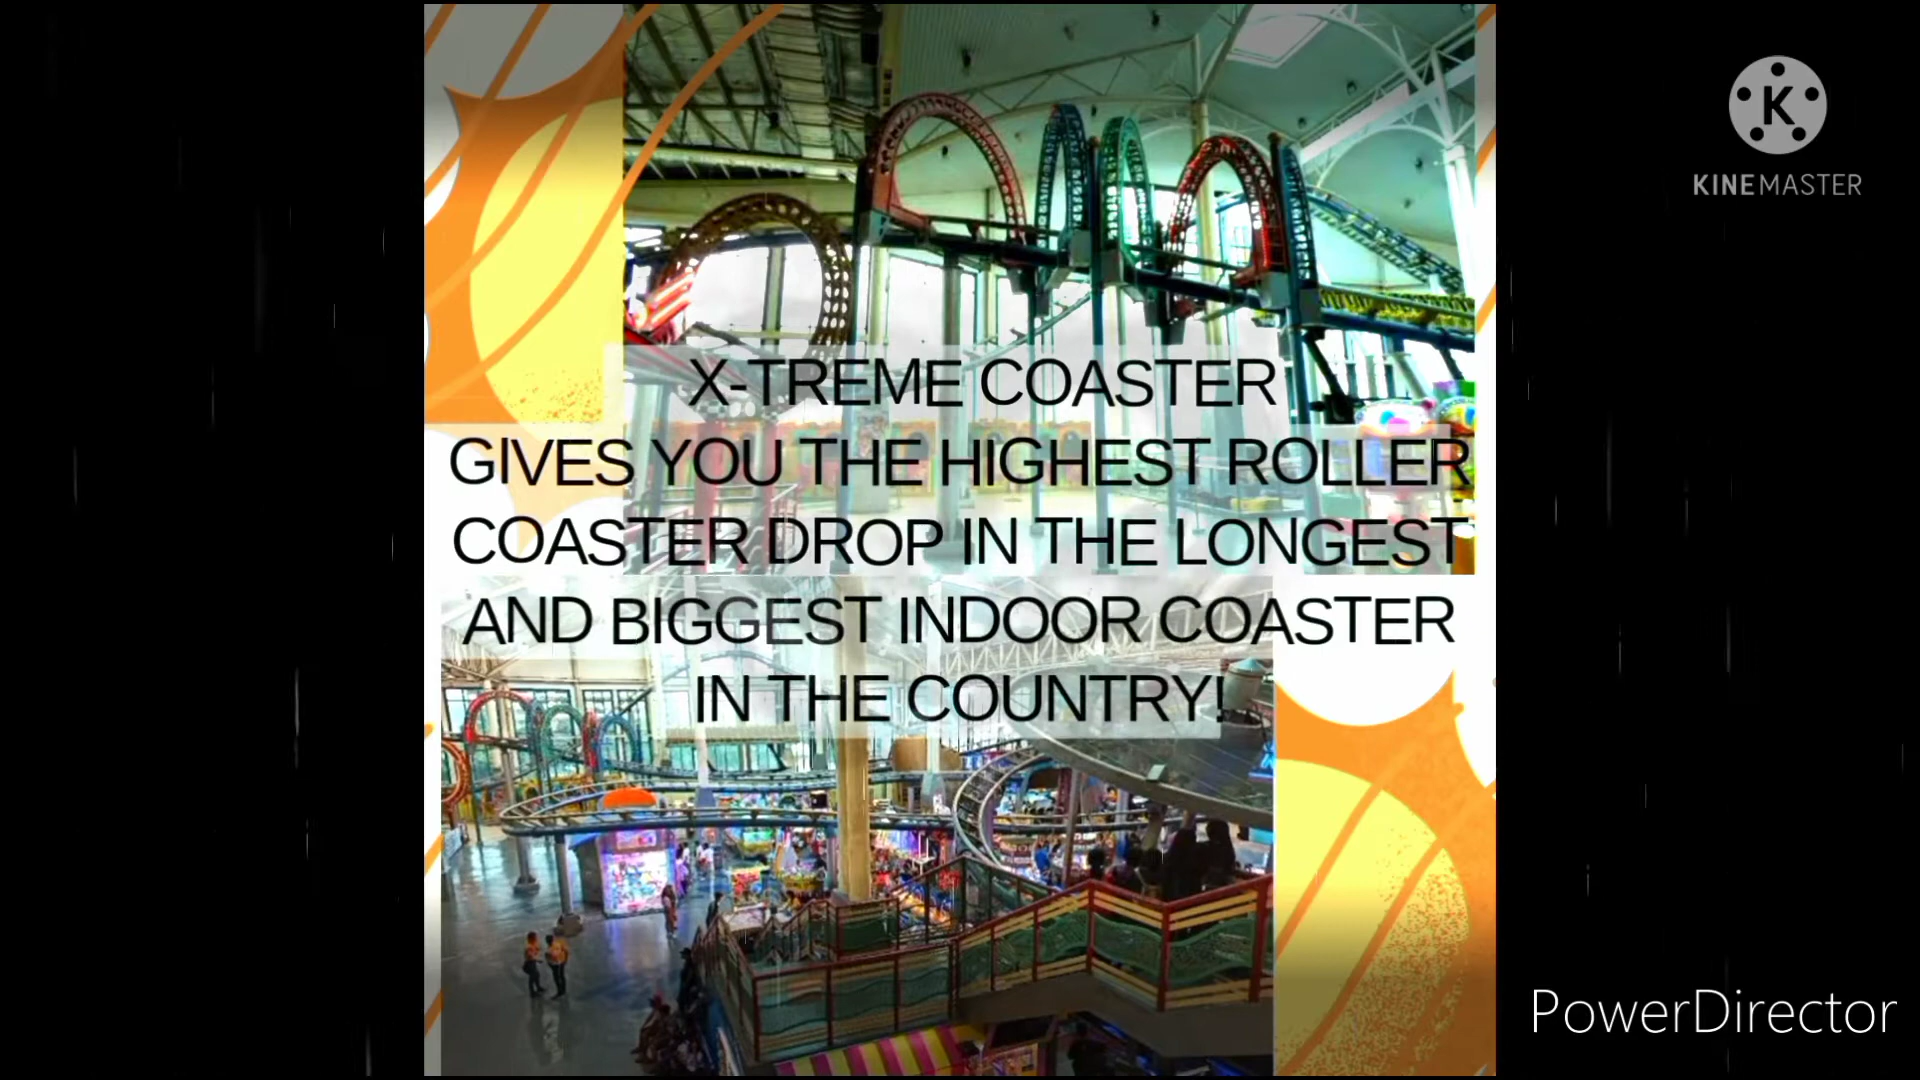 K
KINEMASTER
X-TREME COASTER
GIVES YOU THE HIGHEST ROLLER
COASTER DROP IN THE LONGEST
AND BIGGEST INDOOR COASTER
IN THE COUNTRY!
PowerDirector